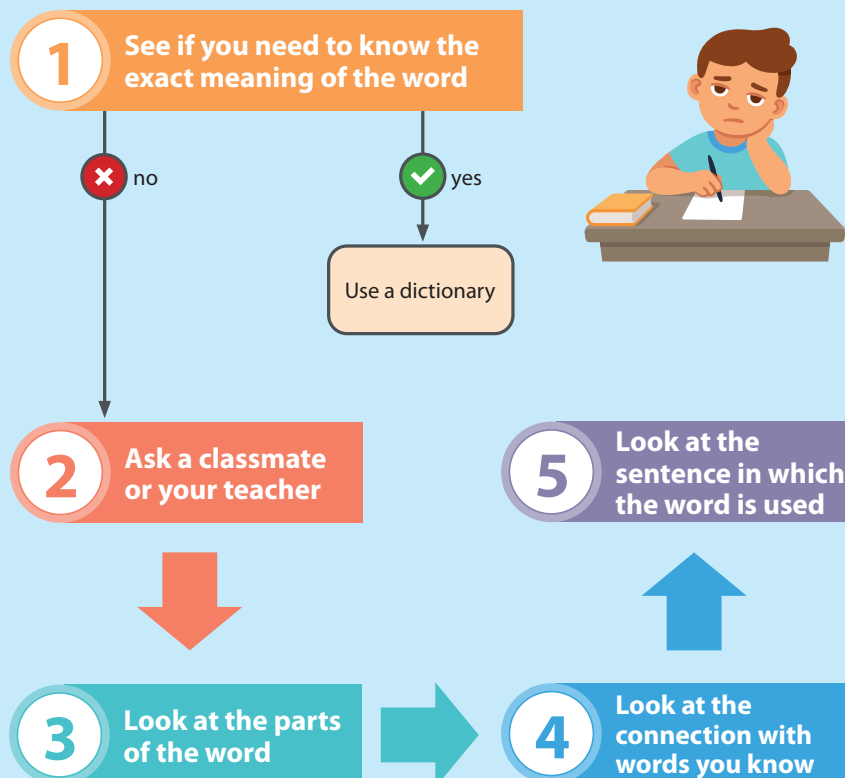 1
See if you need to know the
exact meaning of the word
no
yes
Use a dictionary
2
Ask a classmate
or your teacher
3
Look at the parts
of the word
4
Look at the
connection with
words you know
5
Look at the
sentence in which
the word is used